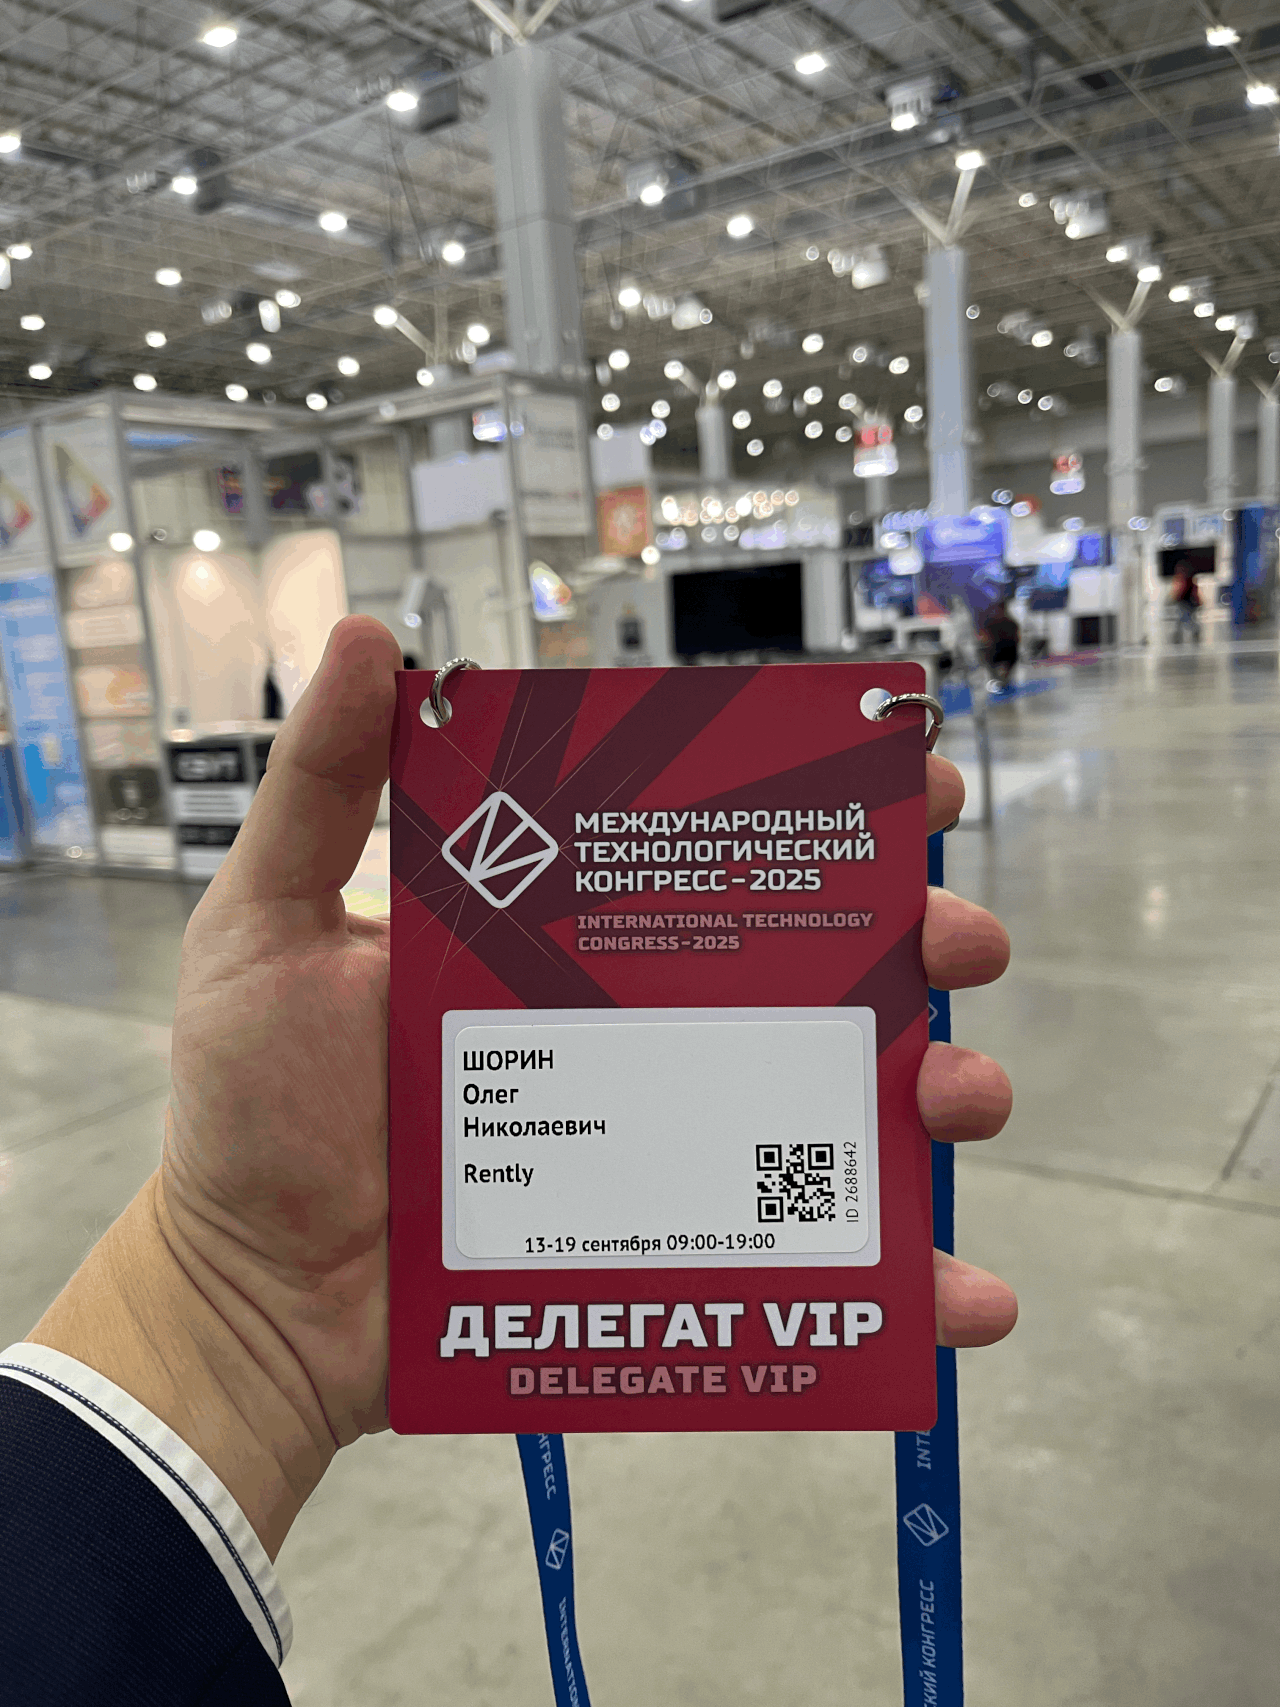 МЕЖДУНАРОДНЫЙ
ТЕХНОЛОГИЧЕСКИЙ
КОНГРЕСС-2025
INTERNATIONAL TECHNOLOGY
CONGRESS-2025
ШОРИН
Олег
Николаевич
Rently
ID 2688642
13-19 сентября 09:00-19:00
ДЕЛЕГАТ VIP
DELEGATE VIP
КОНГРЕСС